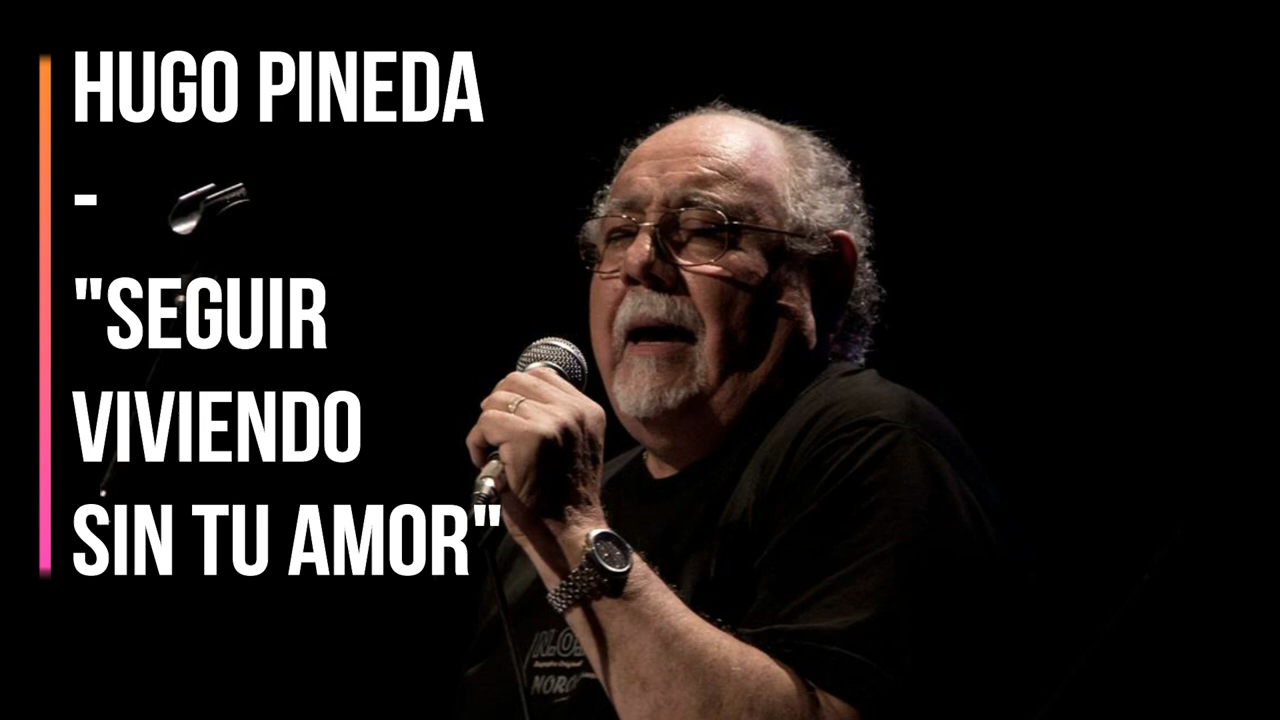 HUGO PINEDA
-
"SEGUIR
VIVIENDO
SIN TU AMOR"